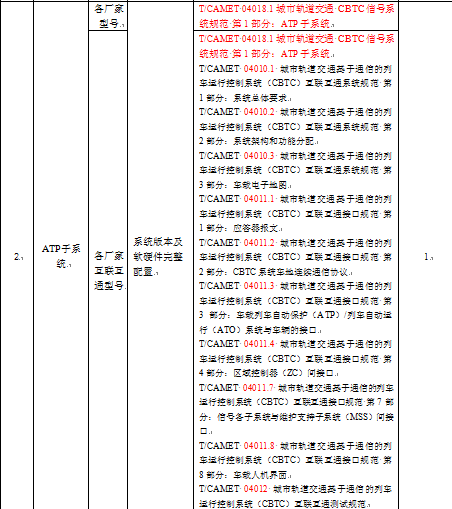 各厂家
型号
T/CAMET 04018.1 城市轨道交通 CBTC 信号系
统规范 第 1 部分：ATP 子系统
2.
ATP子系
统
各厂家
互联互
通型号
系统版本及
软硬件完整
配置
T/CAMET 04018.1 城市轨道交通 CBTC 信号系
统规范 第 1 部分：ATP 子系统
T/CAMET 04010.1 城市轨道交通基于通信的列
车运行控制系统（CBTC）互联互通系统规范 第
1 部分：系统总体要求
T/CAMET 04010.2 城市轨道交通基于通信的列
车运行控制系统（CBTC）互联互通系统规范 第
2 部分：系统架构和功能分配
T/CAMET 04010.3 城市轨道交通基于通信的列
车运行控制系统（CBTC）互联互通系统规范 第
3 部分：车载电子地图
T/CAMET 04011.1 城市轨道交通基于通信的列
车运行控制系统（CBTC）互联互通接口规范 第
1 部分：应答器报文
T/CAMET 04011.2 城市轨道交通基于通信的列
车运行控制系统（CBTC）互联互通接口规范 第
2 部分：CBTC 系统车地连续通信协议
T/CAMET 04011.3 城市轨道交通基于通信的列
车运行控制系统（CBTC）互联互通接口规范 第
3 部分：车载列车自动保护（ATP）/列车自动运
行（ATO）系统与车辆的接口
T/CAMET 04011.4 城市轨道交通基于通信的列
车运行控制系统（CBTC）互联互通接口规范 第
4 部分：区域控制器（ZC）间接口
T/CAMET 04011.7 城市轨道交通基于通信的列车
运行控制系统（CBTC）互联互通接口规范 第 7 部
分：信号各子系统与维护支持子系统（MSS）间接
口
T/CAMET 04011.8 城市轨道交通基于通信的列
车运行控制系统（CBTC）互联互通接口规范 第
8 部分：车载人机界面
T/CAMET 04012 城市轨道交通基于通信的列车
运行控制系统（CBTC）互联互通测试规范
1.